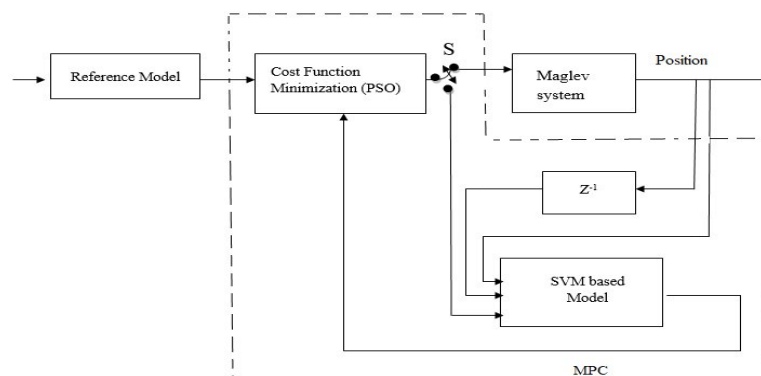 Reference Model
Cost Function
Minimization (PSO)
S
Maglev
system
Position
Z-1
SVM based
Model
MPC